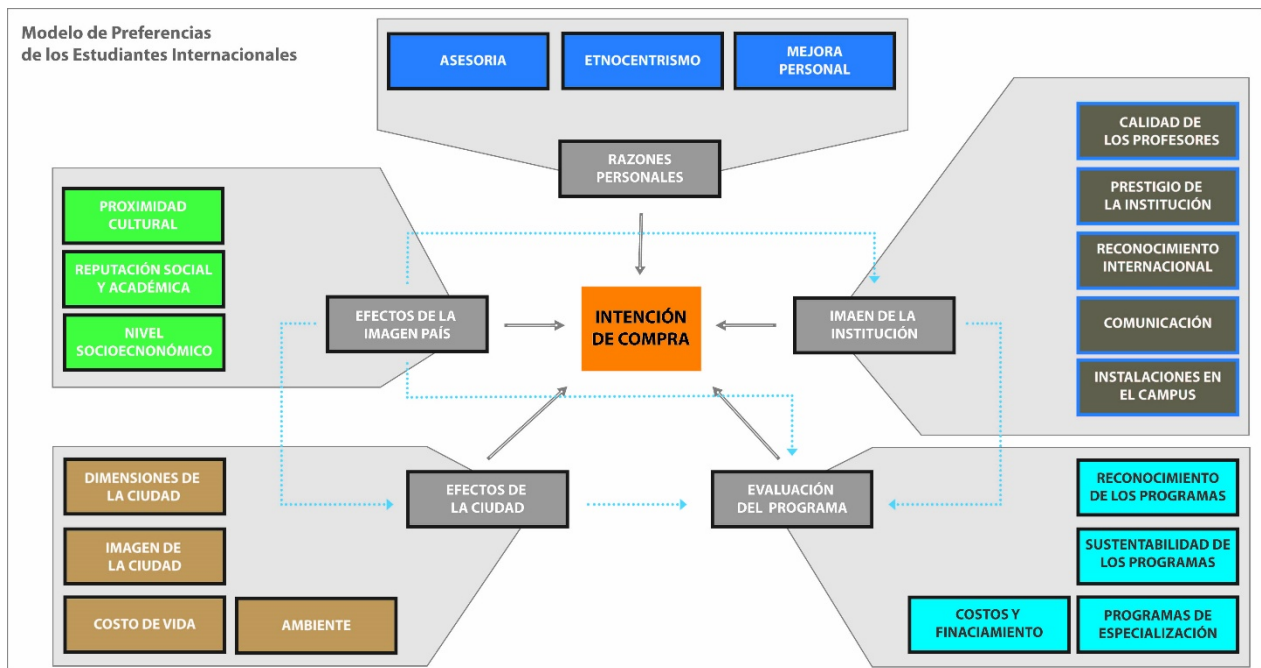 Modelo de Preferencias
de los Estudiantes Internacionales
ASESORIA
ETNOCENTRISMO
MEJORA
PERSONAL
RAZONES
PERSONALES
PROXIMIDAD
CULTURAL
REPUTACIÓN SOCIAL
Y ACADÉMICA
NIVEL
SOCIOECNONÓMICO
EFECTOS DE LA
IMAGEN PAÍS
INTENCIÓN
DE COMPRA
IMAEN DE LA
INSTITUCIÓN
CALIDAD DE
LOS PROFESORES
PRESTIGIO DE
LA INSTITUCIÓN
RECONOCIMIENTO
INTERNACIONAL
COMUNICACIÓN
INSTALACIONES EN
EL CAMPUS
DIMENSIONES DE
LA CIUDAD
IMAGEN DE
LA CIUDAD
COSTO DE VIDA
AMBIENTE
EFECTOS DE
LA CIUDAD
EVALUACIÓN
DEL PROGRAMA
RECONOCIMIENTO
DE LOS PROGRAMAS
SUSTENTABILIDAD DE
LOS PROGRAMAS
COSTOS Y
FINACIAMIENTO
PROGRAMAS DE
ESPECIALIZACIÓN